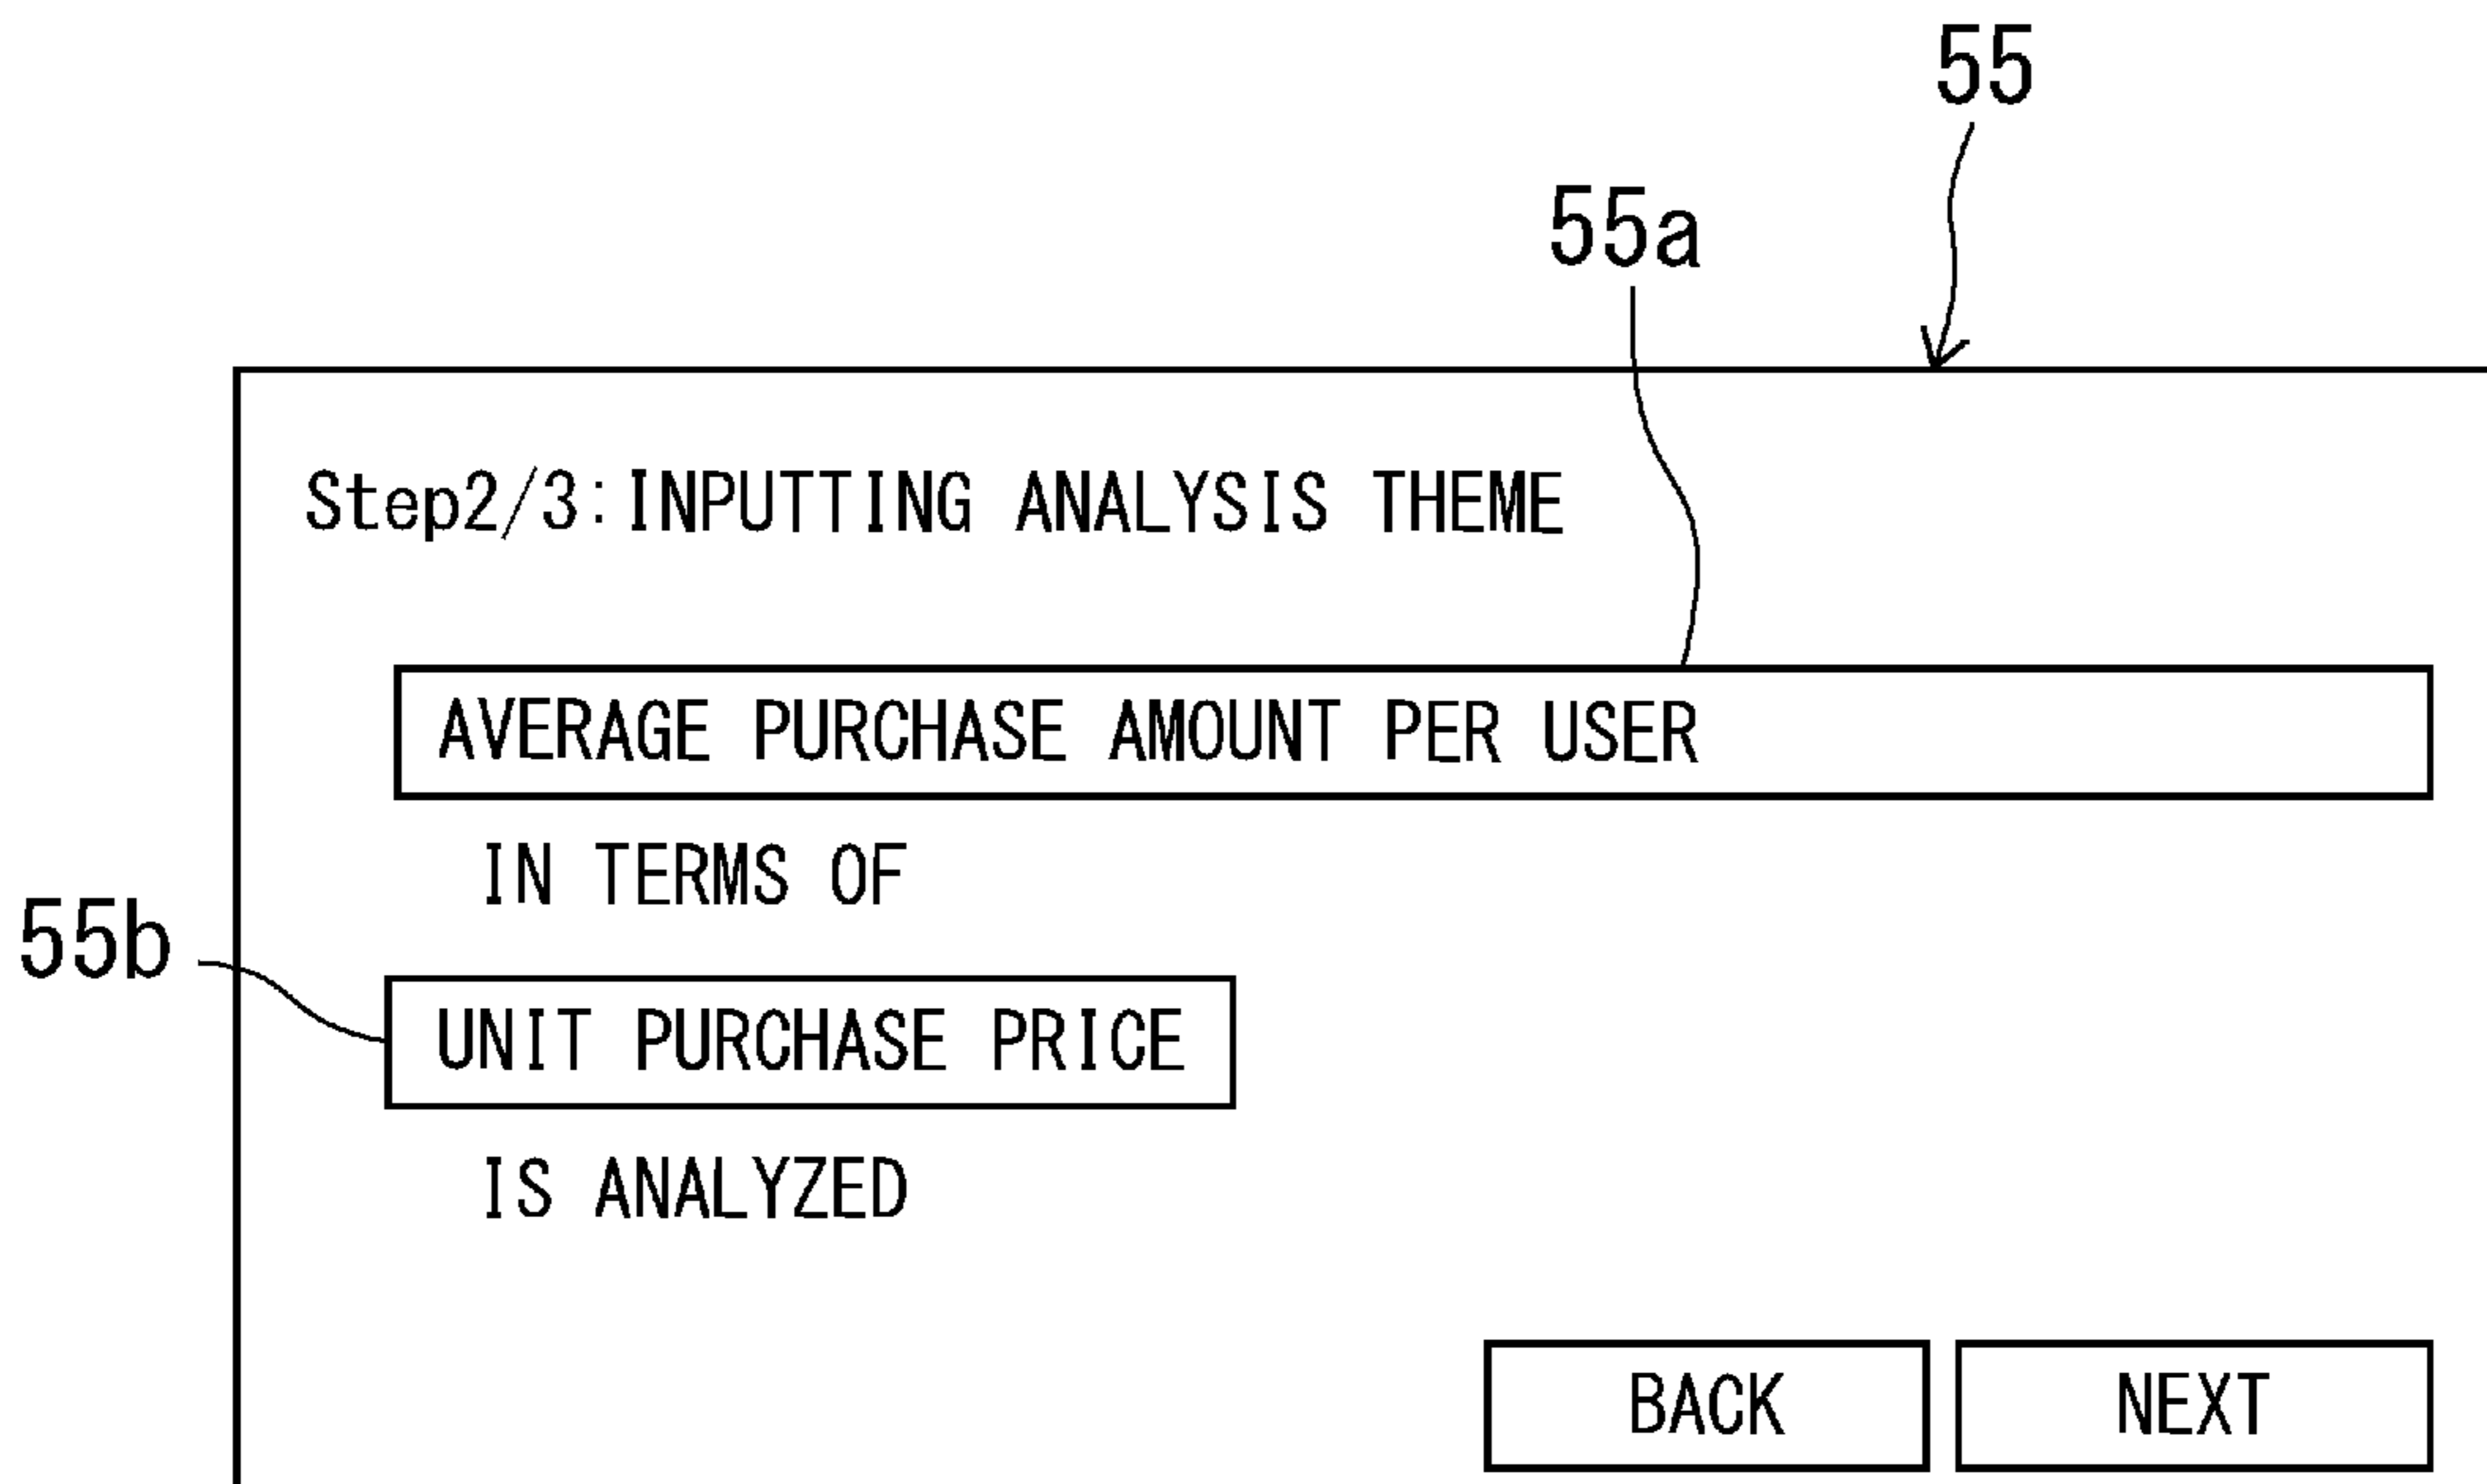 55
55a
Step2/3:INPUTTING ANALYSIS THEME
AVERAGE PURCHASE AMOUNT PER USER
IN TERMS OF
55b
UNIT PURCHASE PRICE
IS ANALYZED
BACK
NEXT